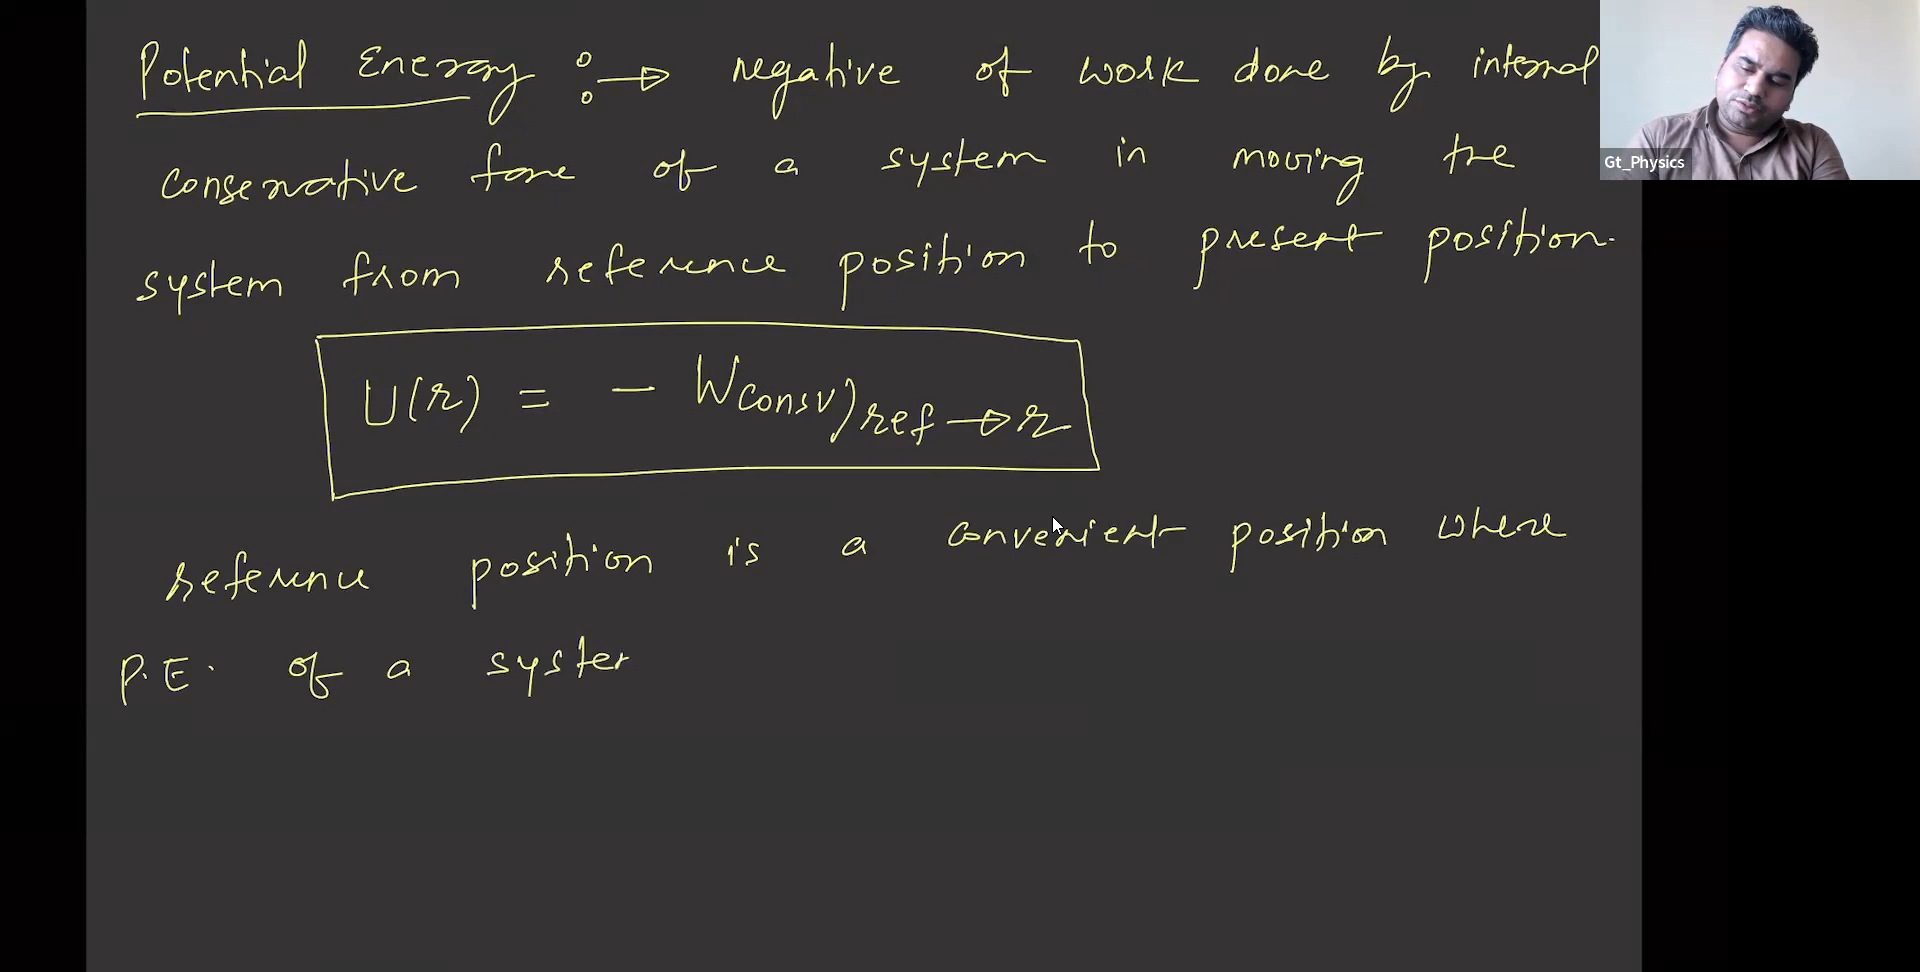 Potential Energy :→ negative of work done by internal
Gt_Physics
conservative force of a system in moving the
system from reference position to present position.
U(r) = - Wconsv)ref→r
reference position is a convenient position where
P.E. of a syster